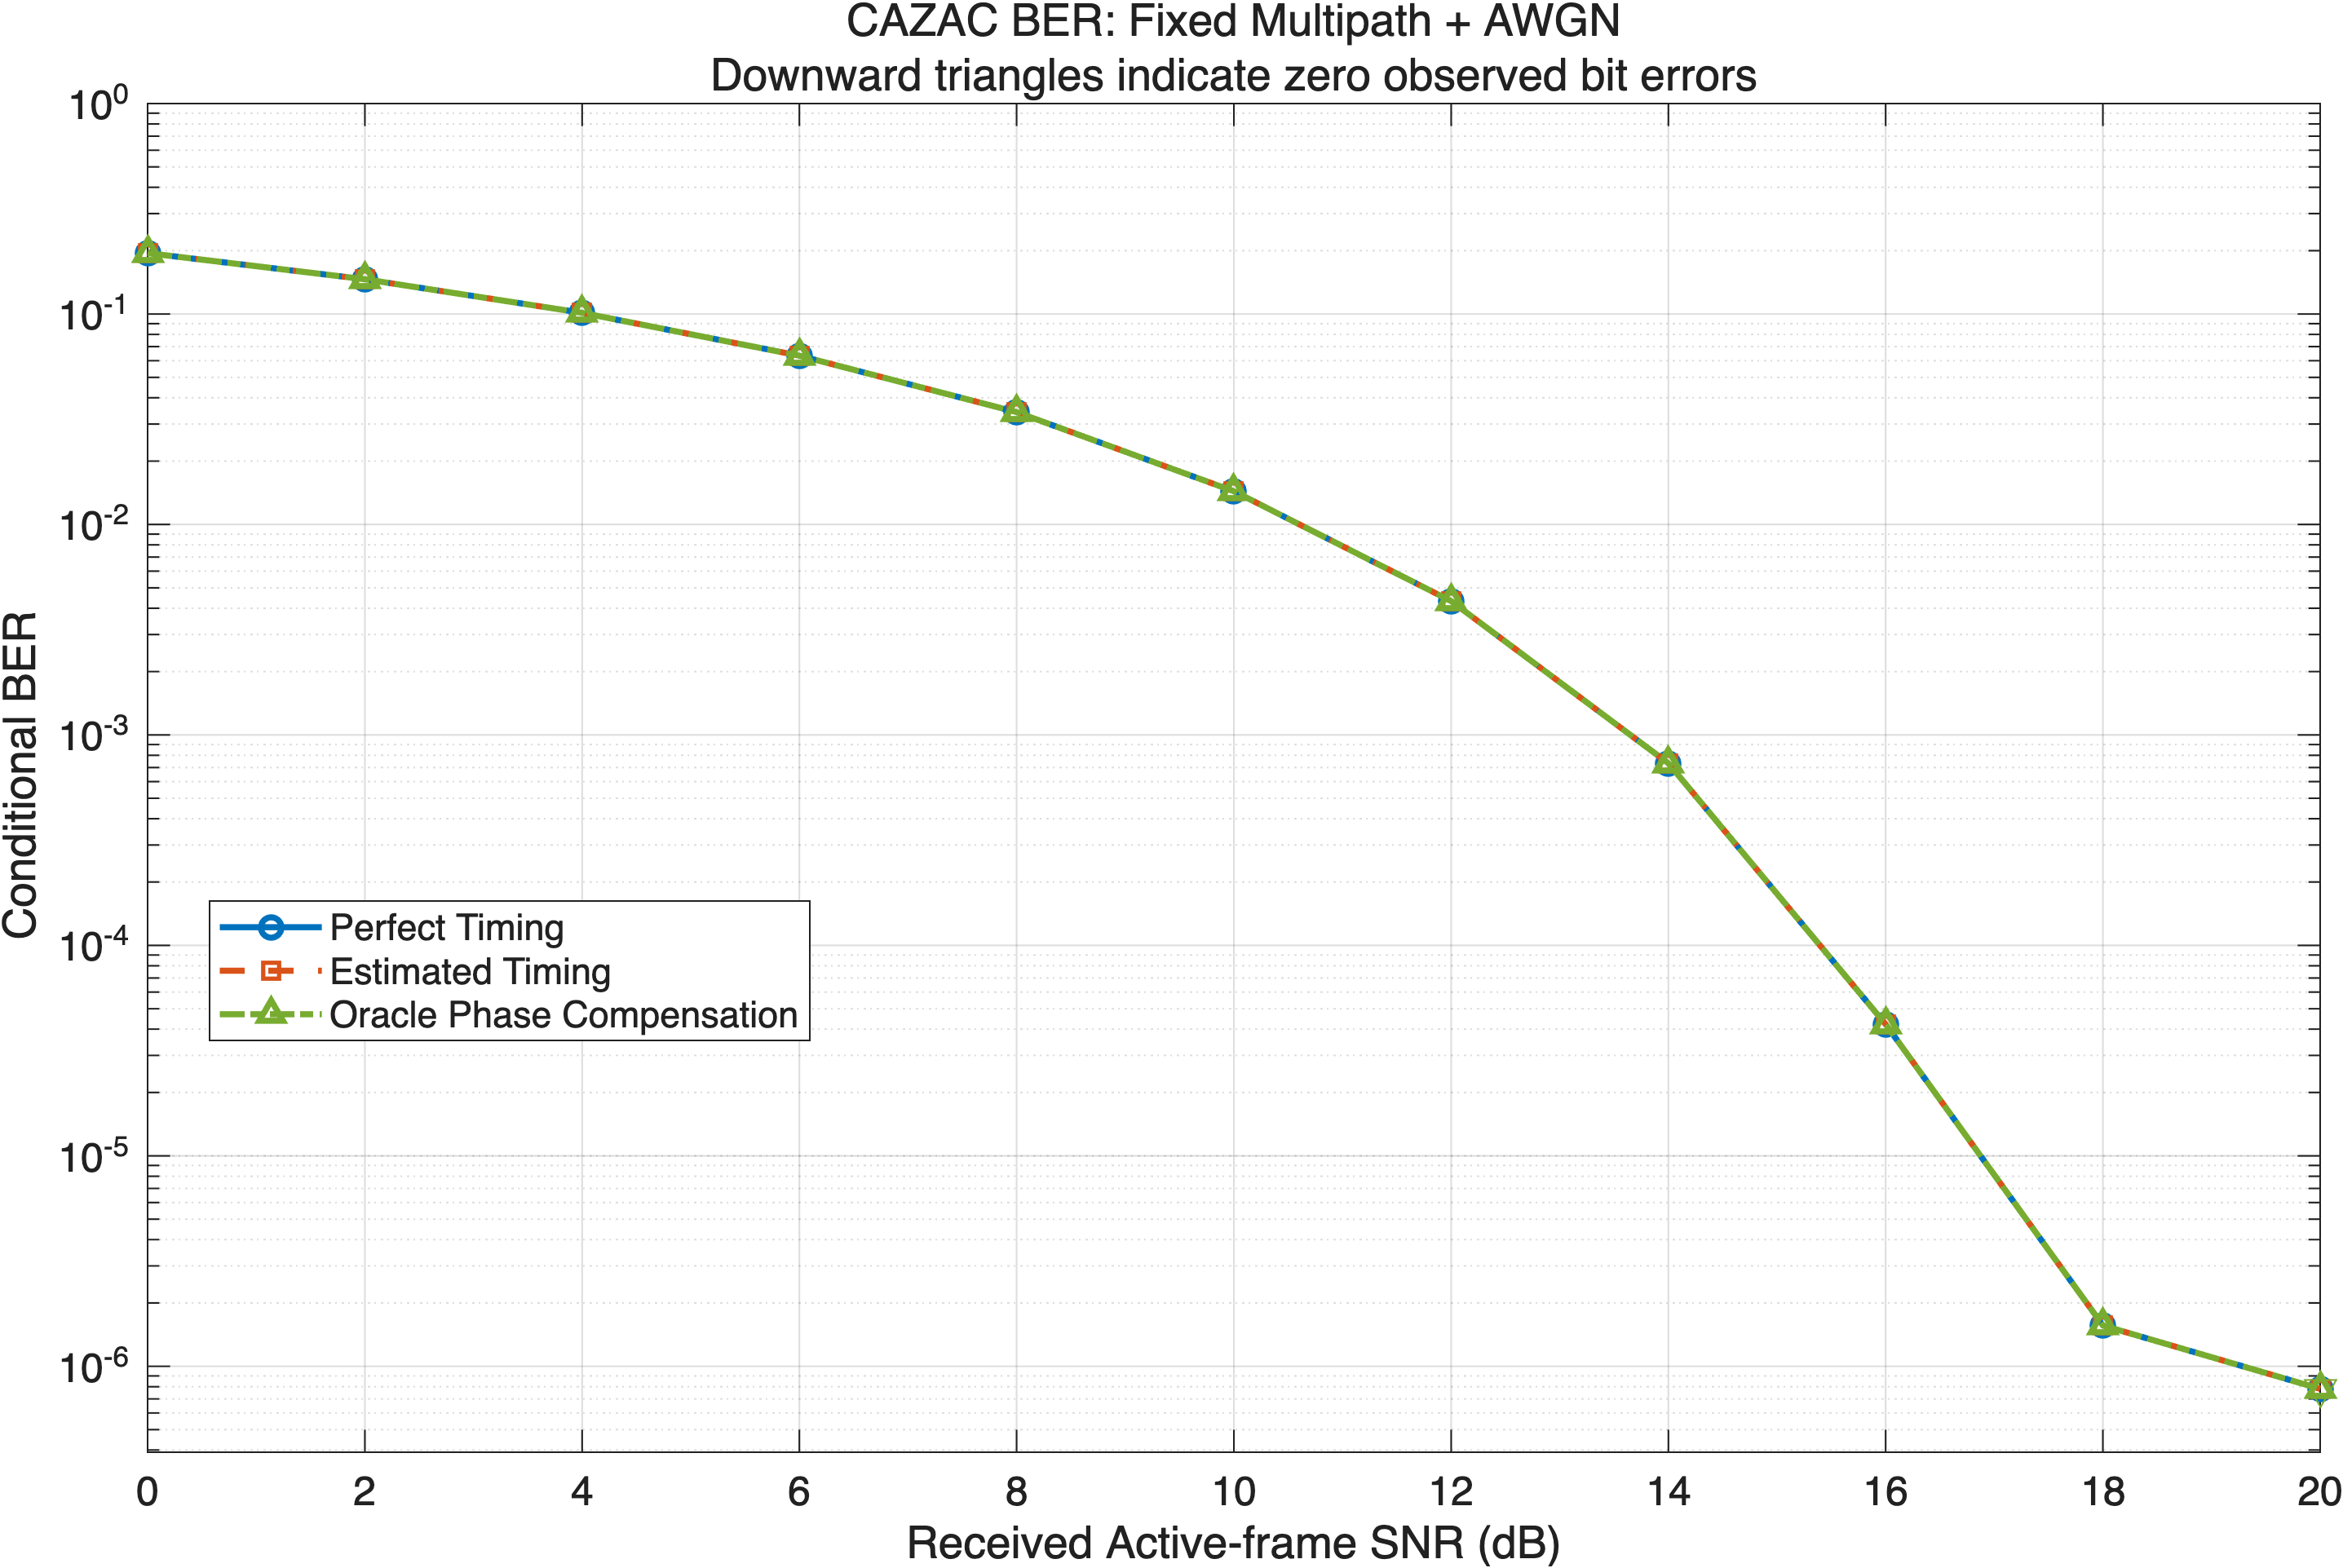 CAZAC BER: Fixed Multipath + AWGN
Downward triangles indicate zero observed bit errors
10^0
10^-1
10^-2
10^-3
10^-4
10^-5
10^-6
Conditional BER
Perfect Timing
Estimated Timing
Oracle Phase Compensation
0 2 4 6 8 10 12 14 16 18 20
Received Active-frame SNR (dB)